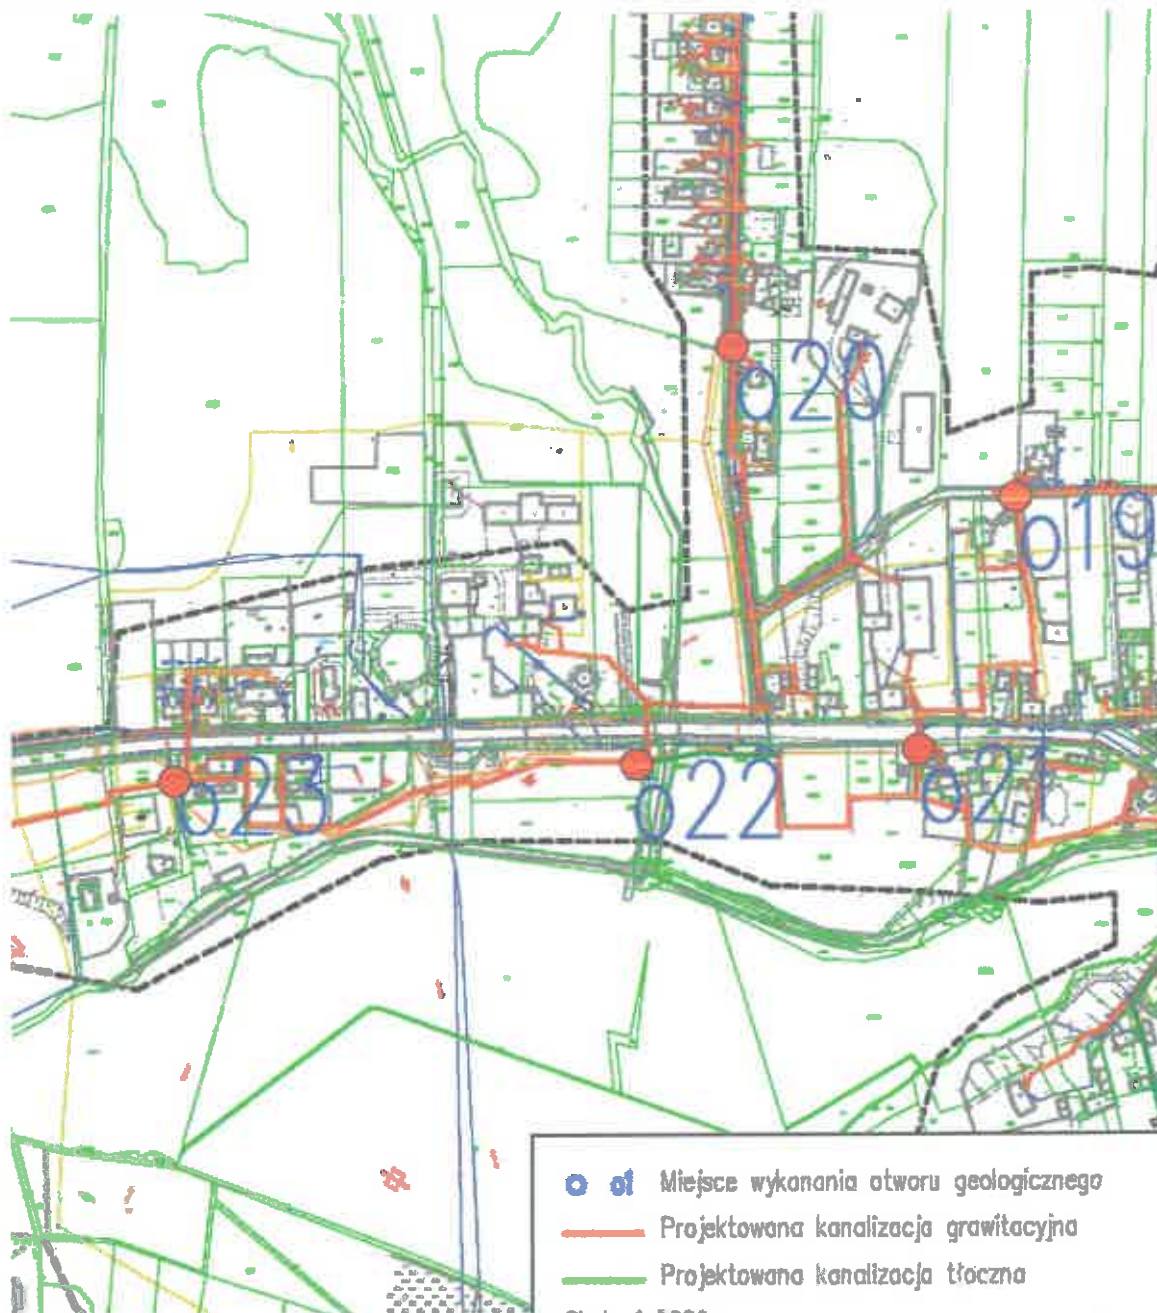 o20
o19
o23
o22
o21
o1 Miejsce wykonania otworu geologicznego
Projektowana kanalizacja grawitacyjna
Projektowana kanalizacja tłoczna